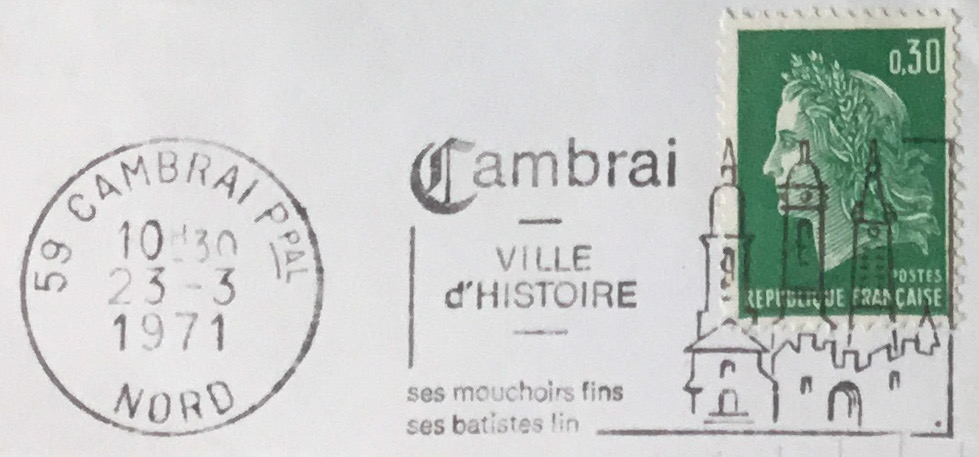 59 CAMBRAI PPAL
10H30
23-3
1971
NORD
Cambrai
VILLE
d'HISTOIRE
ses mouchoirs fins
ses batistes lin
0,30
POSTES
REPUBLIQUE FRANÇAISE